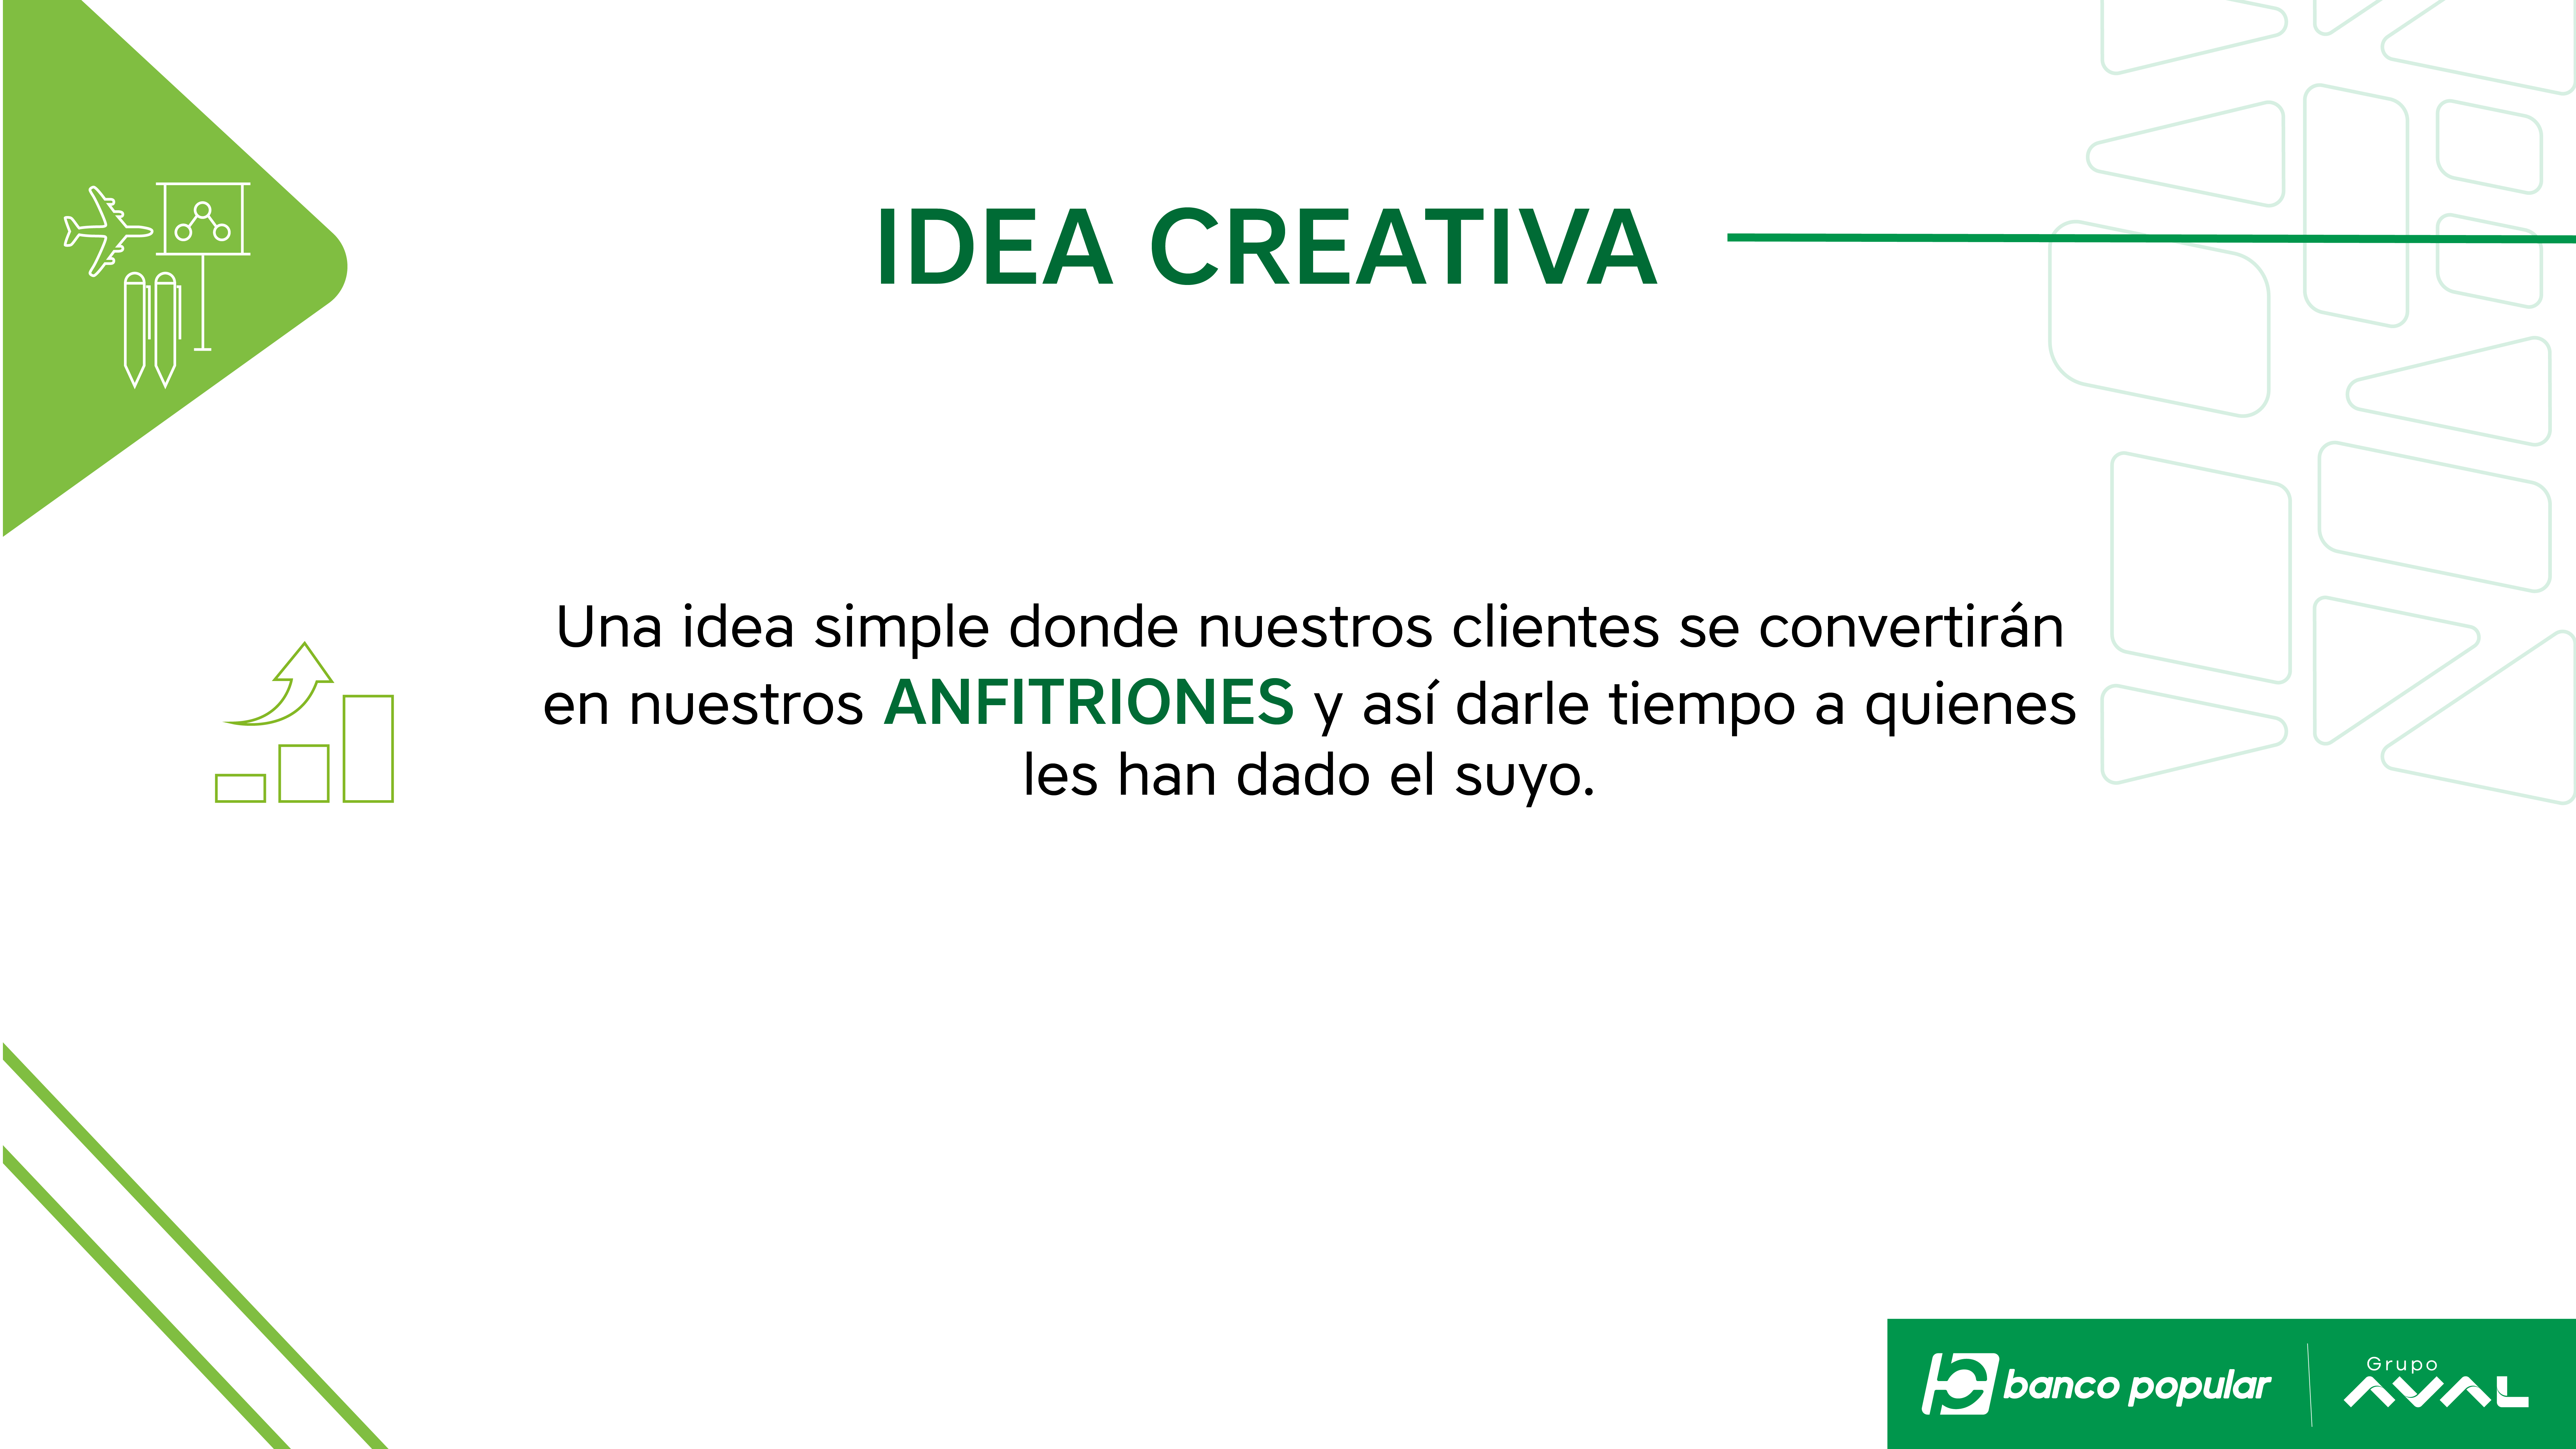 IDEA CREATIVA
Una idea simple donde nuestros clientes se convertirán
en nuestros ANFITRIONES y así darle tiempo a quienes
les han dado el suyo.
banco popular
Grupo
AVAL